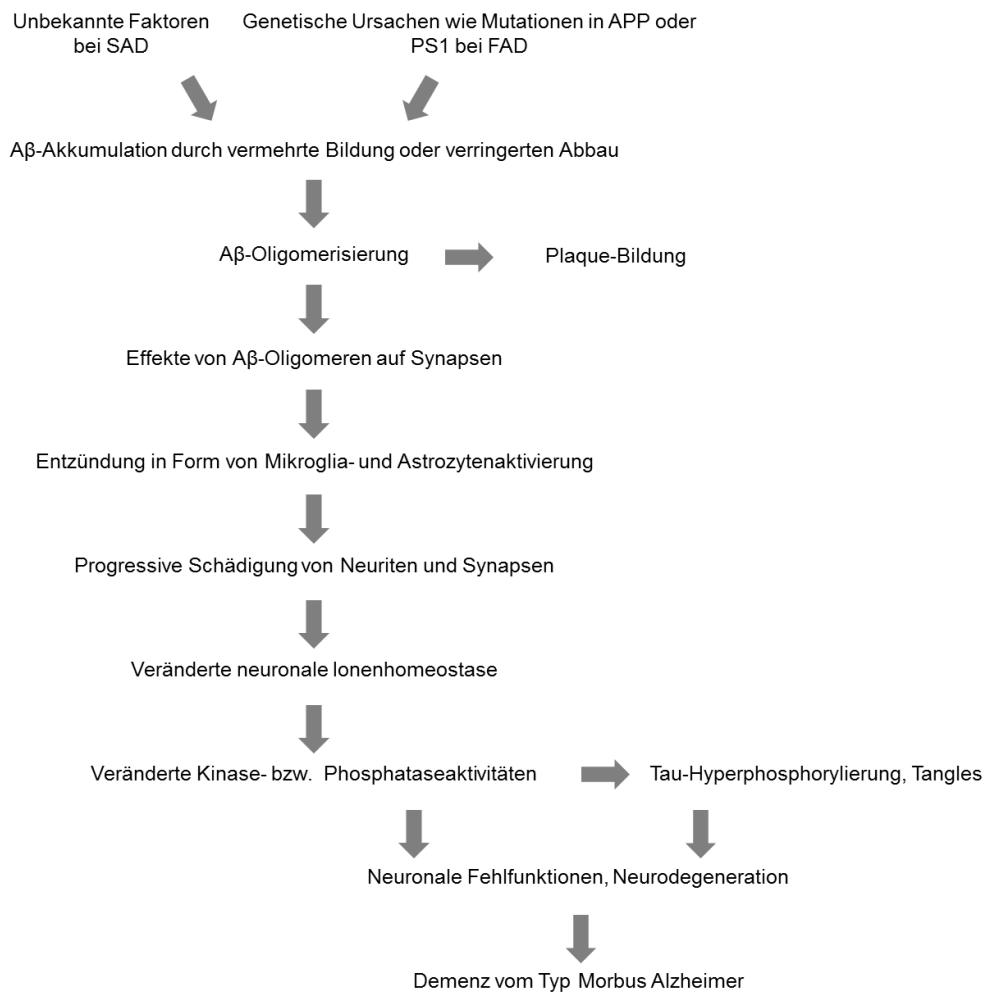 Unbekannte Faktoren
bei SAD
Genetische Ursachen wie Mutationen in APP oder
PS1 bei FAD
Aβ-Akkumulation durch vermehrte Bildung oder verringerten Abbau
Aβ-Oligomerisierung
Plaque-Bildung
Effekte von Aβ-Oligomeren auf Synapsen
Entzündung in Form von Mikroglia- und Astrozytenaktivierung
Progressive Schädigung von Neuriten und Synapsen
Veränderte neuronale Ionenhomeostase
Veränderte Kinase- bzw. Phosphataseaktivitäten
Tau-Hyperphosphorylierung, Tangles
Neuronale Fehlfunktionen, Neurodegeneration
Demenz vom Typ Morbus Alzheimer